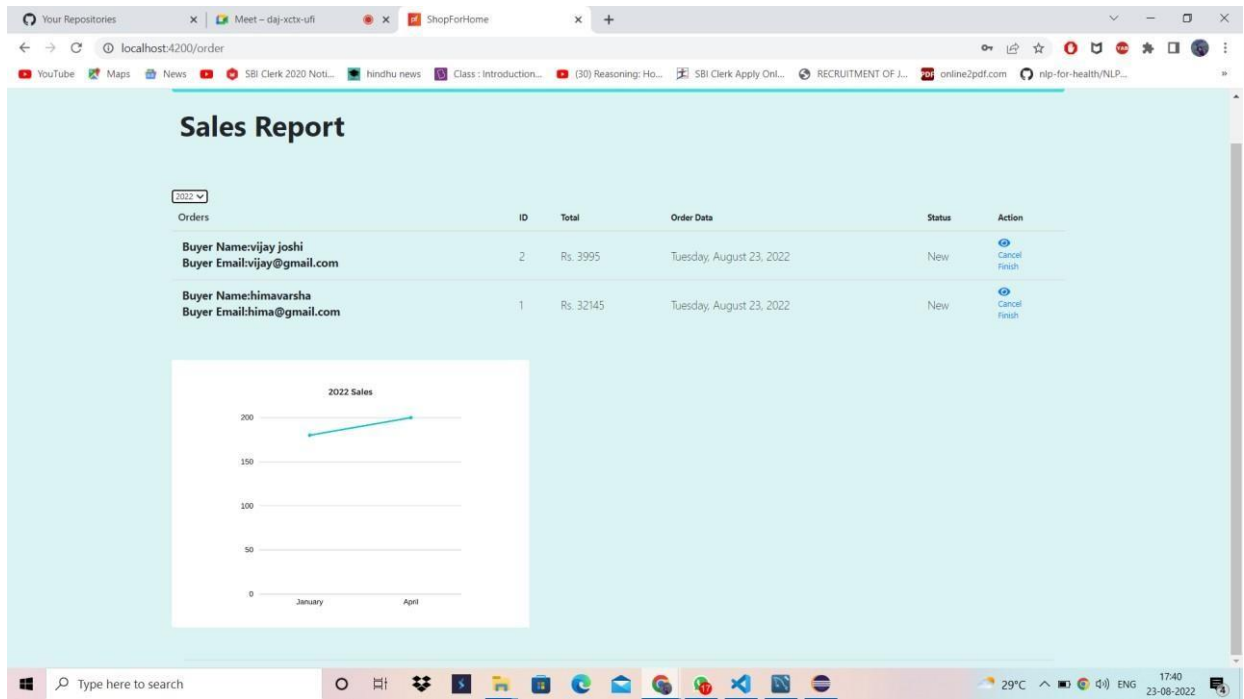 Your Repositories
Meet – daj-xctx-ufi
ShopForHome
localhost:4200/order
YouTube
Maps
News
SBI Clerk 2020 Noti...
hindhu news
Class : Introduction...
(30) Reasoning: Ho...
SBI Clerk Apply Onl...
RECRUITMENT OF J...
online2pdf.com
nlp-for-health/NLP...
Sales Report
2022
Orders ID Total Order Data Status Action
Buyer Name:vijay joshi
Buyer Email:vijay@gmail.com
2 Rs. 3995 Tuesday, August 23, 2022 New
Cancel
Finish
Buyer Name:himavarsha
Buyer Email:hima@gmail.com
1 Rs. 32145 Tuesday, August 23, 2022 New
Cancel
Finish
2022 Sales
200
150
100
50
0
January April
Type here to search
29°C
ENG
17:40
23-08-2022
4